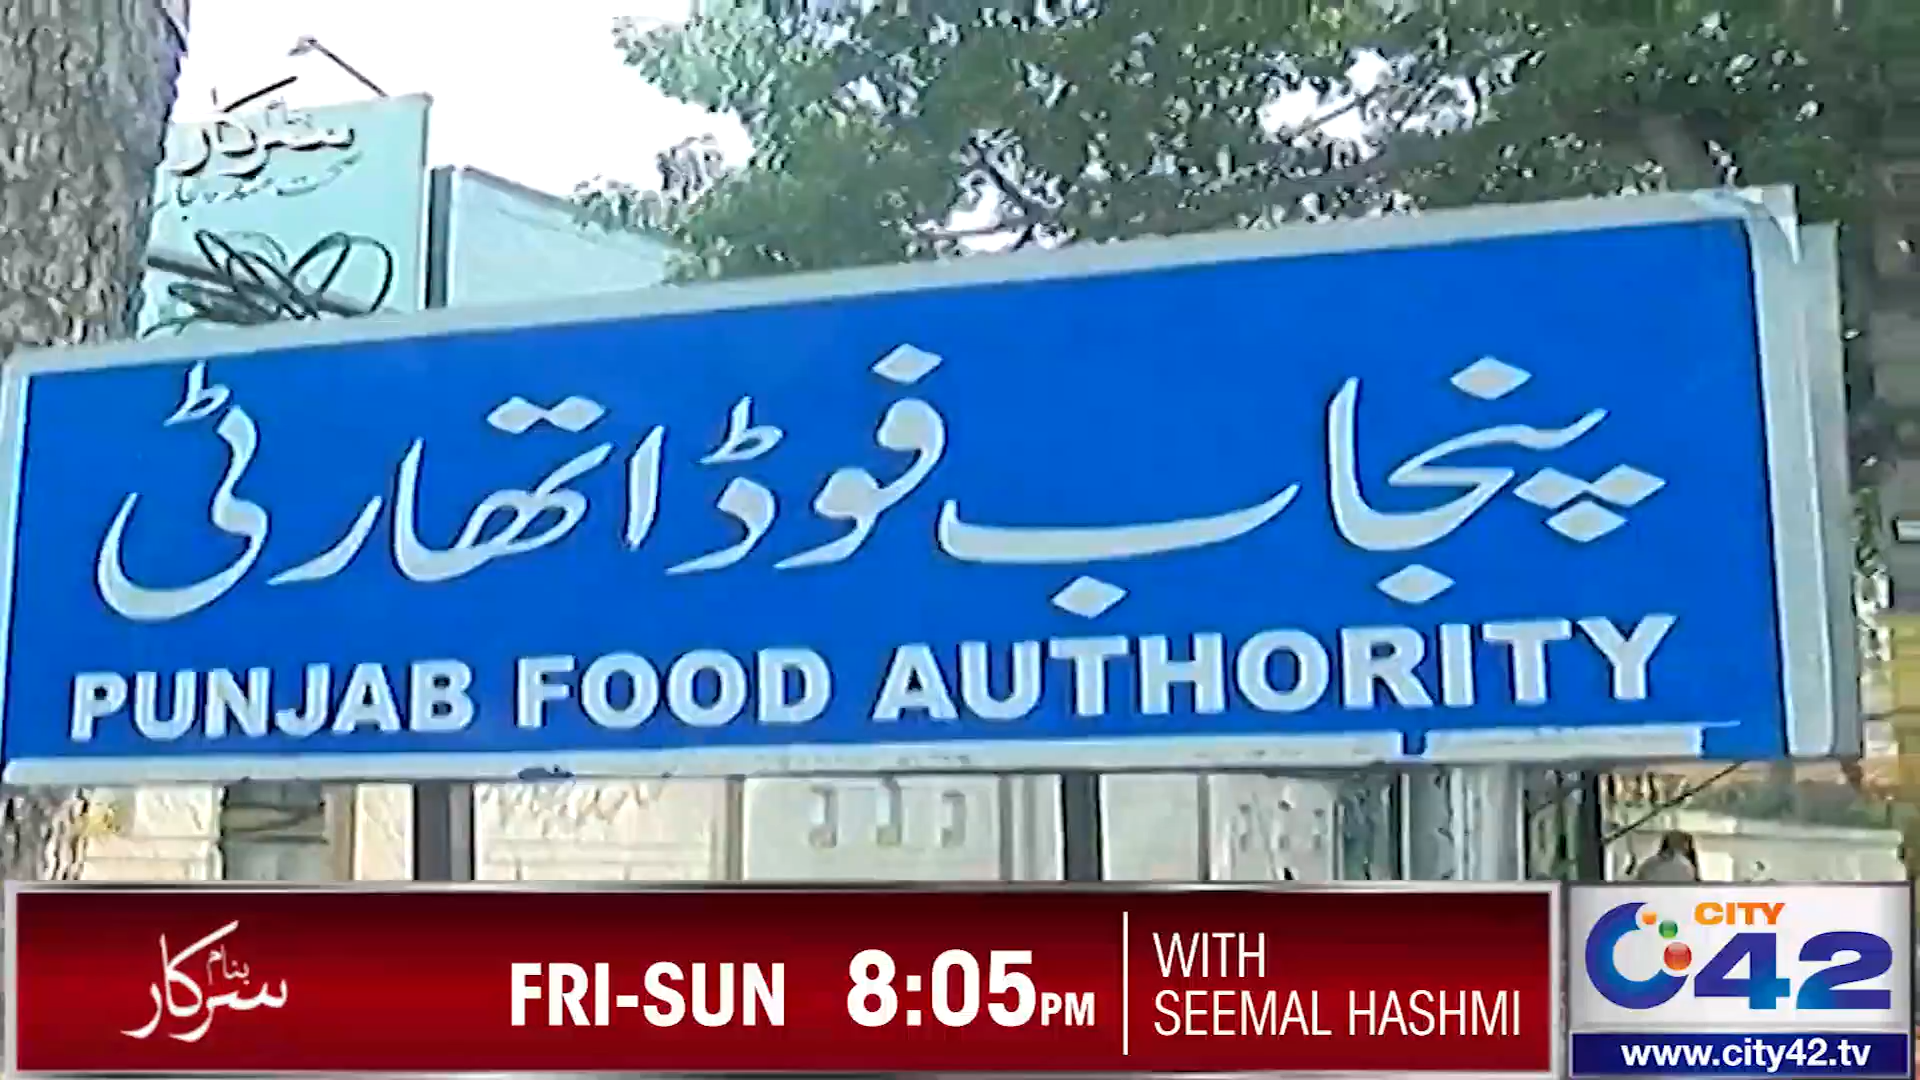 سرکار
پنجاب فوڈ اتھارٹی
PUNJAB FOOD AUTHORITY
بنام سرکار
FRI-SUN 8:05PM
WITH
SEEMAL HASHMI
CITY
42
www.city42.tv